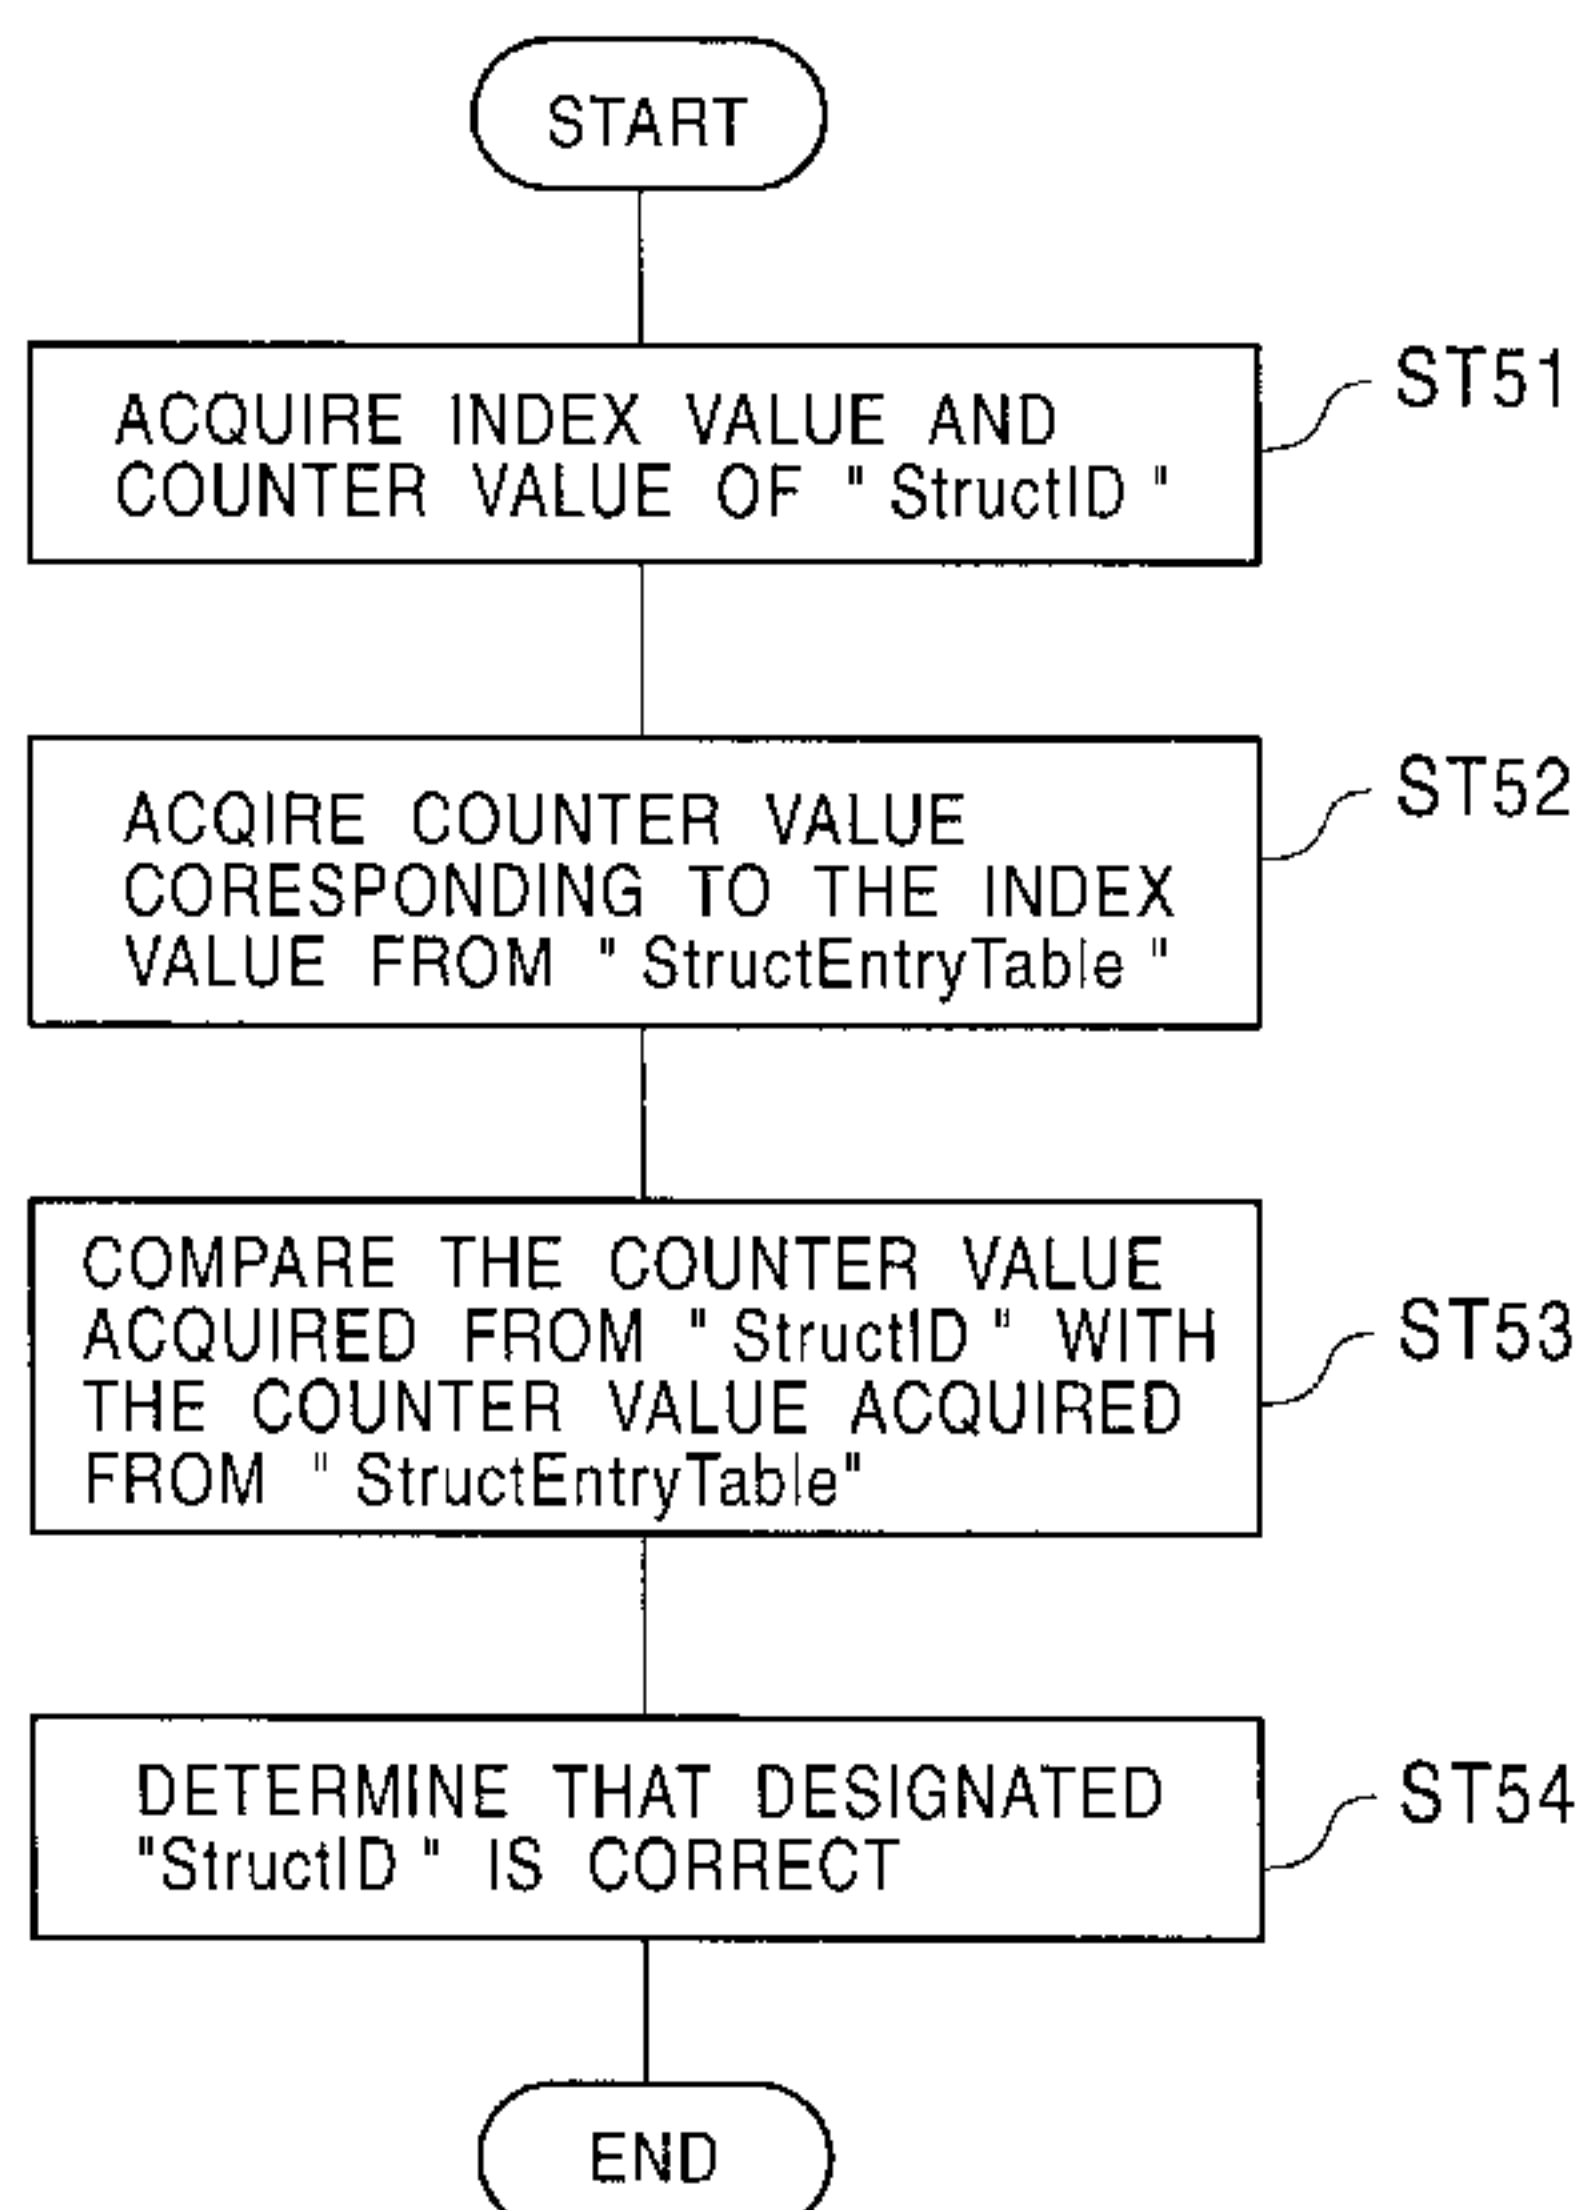 START
ACQUIRE INDEX VALUE AND
COUNTER VALUE OF " StructID "
ST51
ACQIRE COUNTER VALUE
CORESPONDING TO THE INDEX
VALUE FROM " StructEntryTable "
ST52
COMPARE THE COUNTER VALUE
ACQUIRED FROM " StructID " WITH
THE COUNTER VALUE ACQUIRED
FROM " StructEntryTable"
ST53
DETERMINE THAT DESIGNATED
"StructID " IS CORRECT
ST54
END